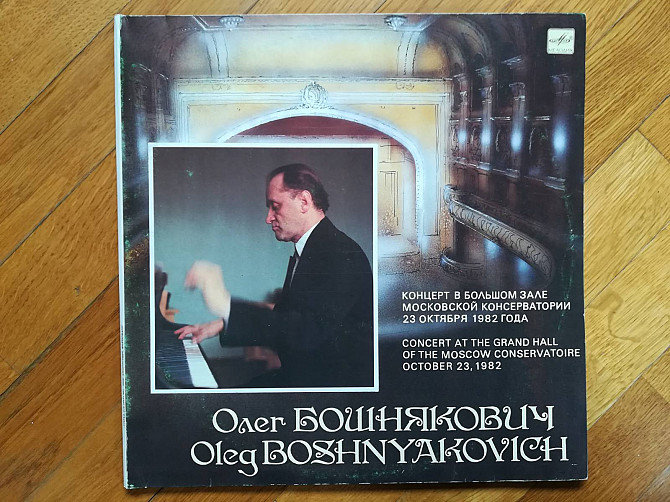 КОНЦЕРТ В БОЛЬШОМ ЗАЛЕ
МОСКОВСКОЙ КОНСЕРВАТОРИИ
23 ОКТЯБРЯ 1982 ГОДА
CONCERT AT THE GRAND HALL
OF THE MOSCOW CONSERVATOIRE
OCTOBER 23, 1982
Олег БОШНЯКОВИЧ
Oleg BOSHNYAKOVICH